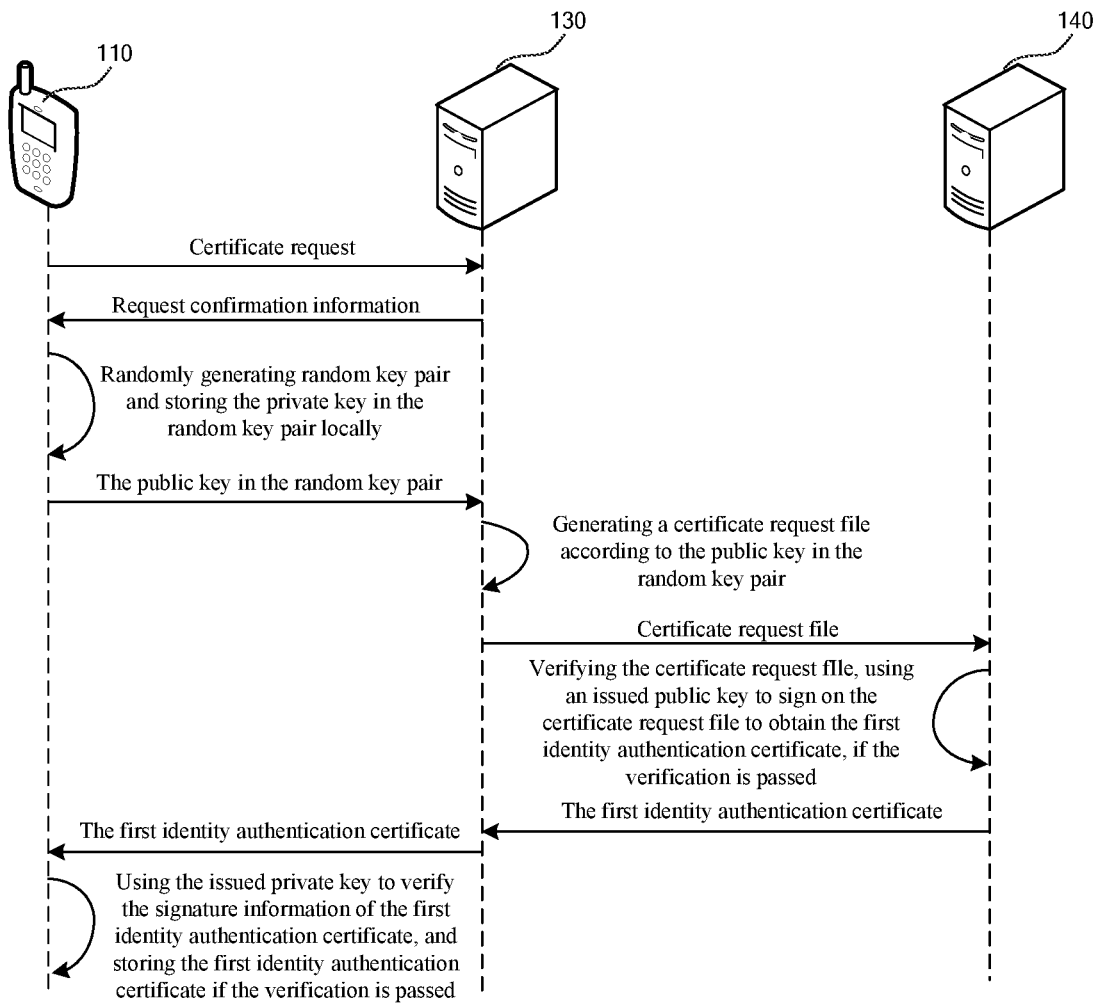 110
130
140
Certificate request
Request confirmation information
Randomly generating random key pair
and storing the private key in the
random key pair locally
The public key in the random key pair
Generating a certificate request file
according to the public key in the
random key pair
Certificate request file
Verifying the certificate request fIle, using
an issued public key to sign on the
certificate request file to obtain the first
identity authentication certificate, if the
verification is passed
The first identity authentication certificate
The first identity authentication certificate
Using the issued private key to verify
the signature information of the first
identity authentication certificate, and
storing the first identity authentication
certificate if the verification is passed